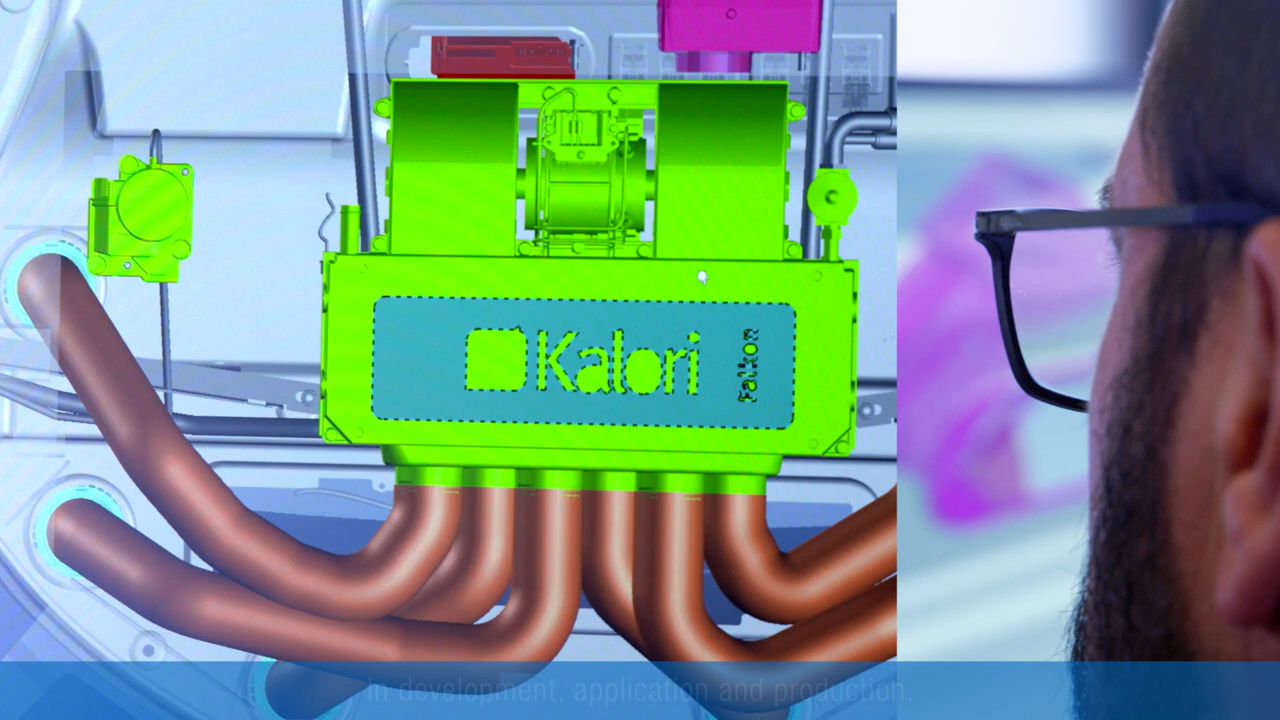 Kalori
Falkon
In development, application and production.